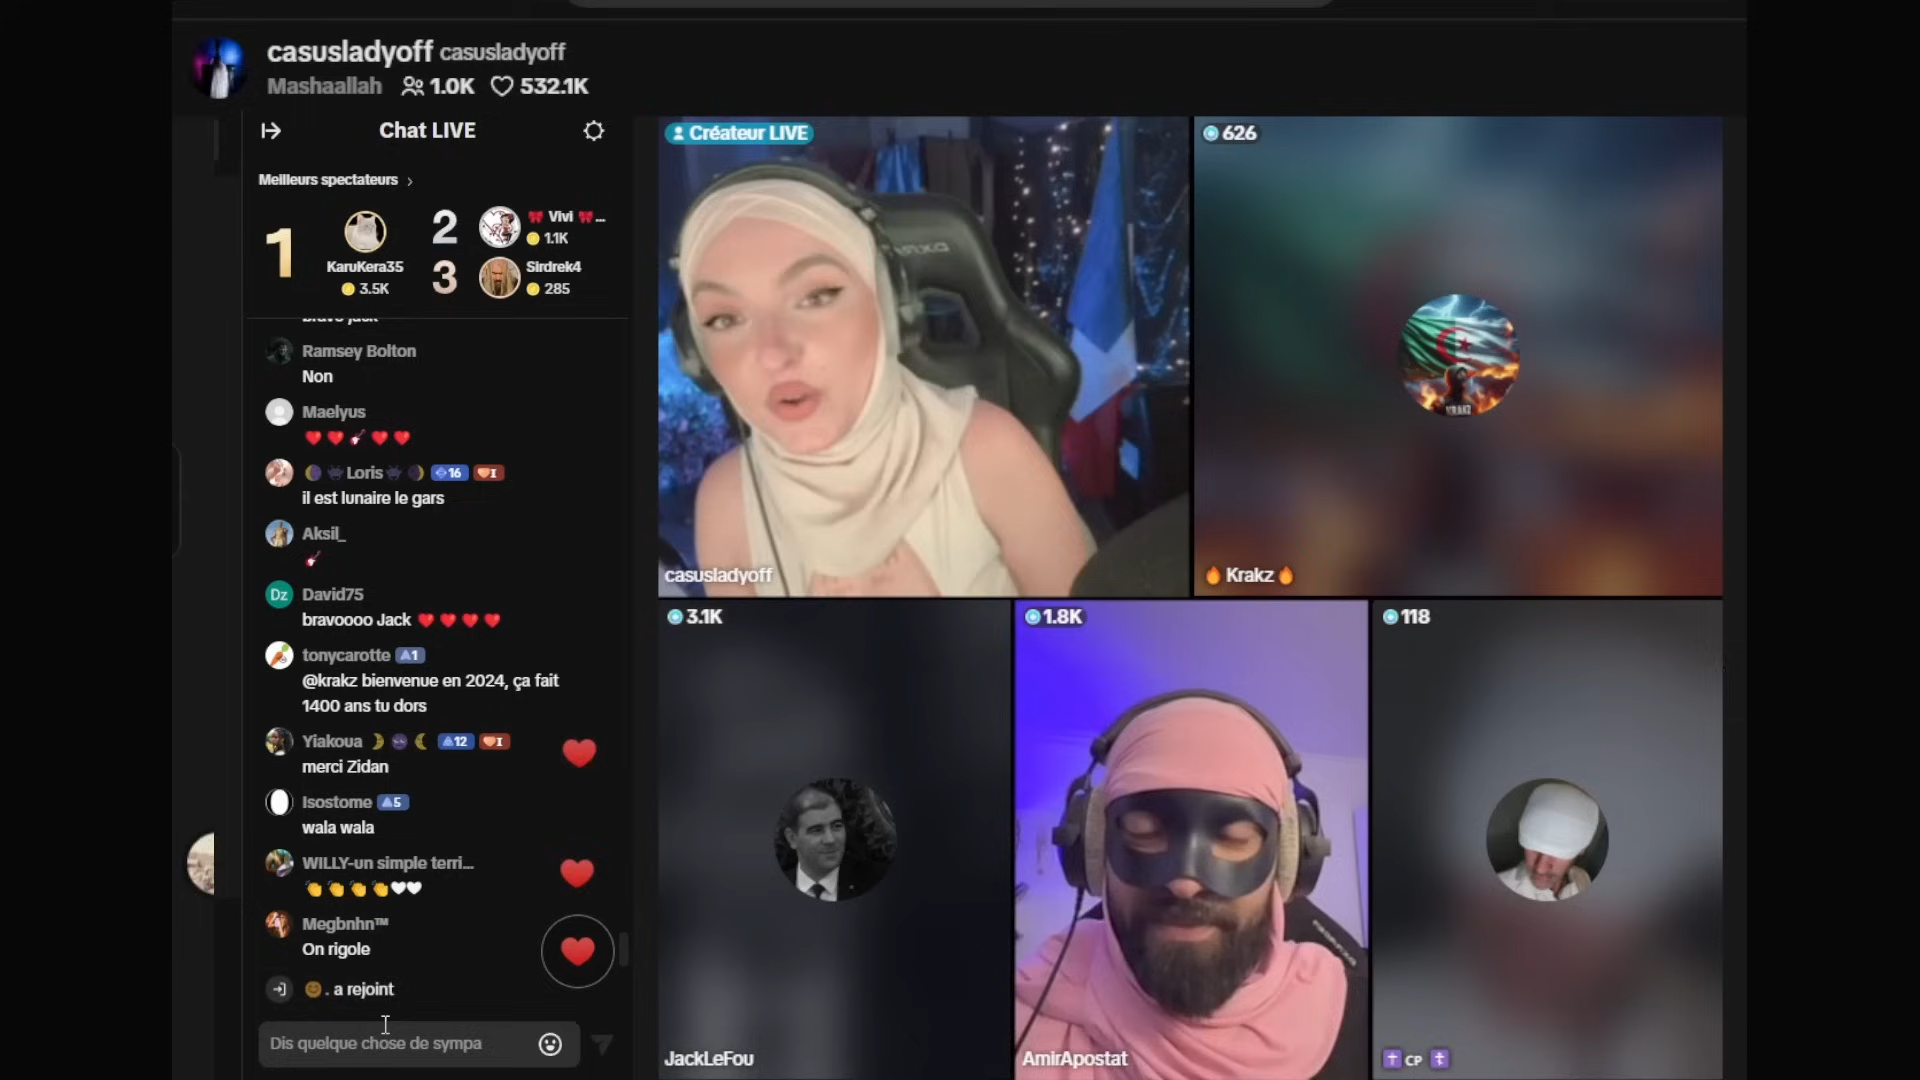 casusladyoff casusladyoff
Mashaallah 1.0K 532.1K
Chat LIVE
Meilleurs spectateurs >
1
KaruKera35
3.5K
2
Vivi ...
1.1K
3
Sirdrek4
285
bravo jack
Ramsey Bolton
Non
Maelyus
Loris 16 I
il est lunaire le gars
Aksil_
Dz
David75
bravoooo Jack
tonycarotte 1
@krakz bienvenue en 2024, ça fait
1400 ans tu dors
Yiakoua 12 I
merci Zidan
Isostome 5
wala wala
WILLY-un simple terri...
Megbnhn™
On rigole
. a rejoint
Dis quelque chose de sympa
Créateur LIVE
casusladyoff
626
KRAKZ
Krakz
3.1K
JackLeFou
1.8K
AmirApostat
118
CP